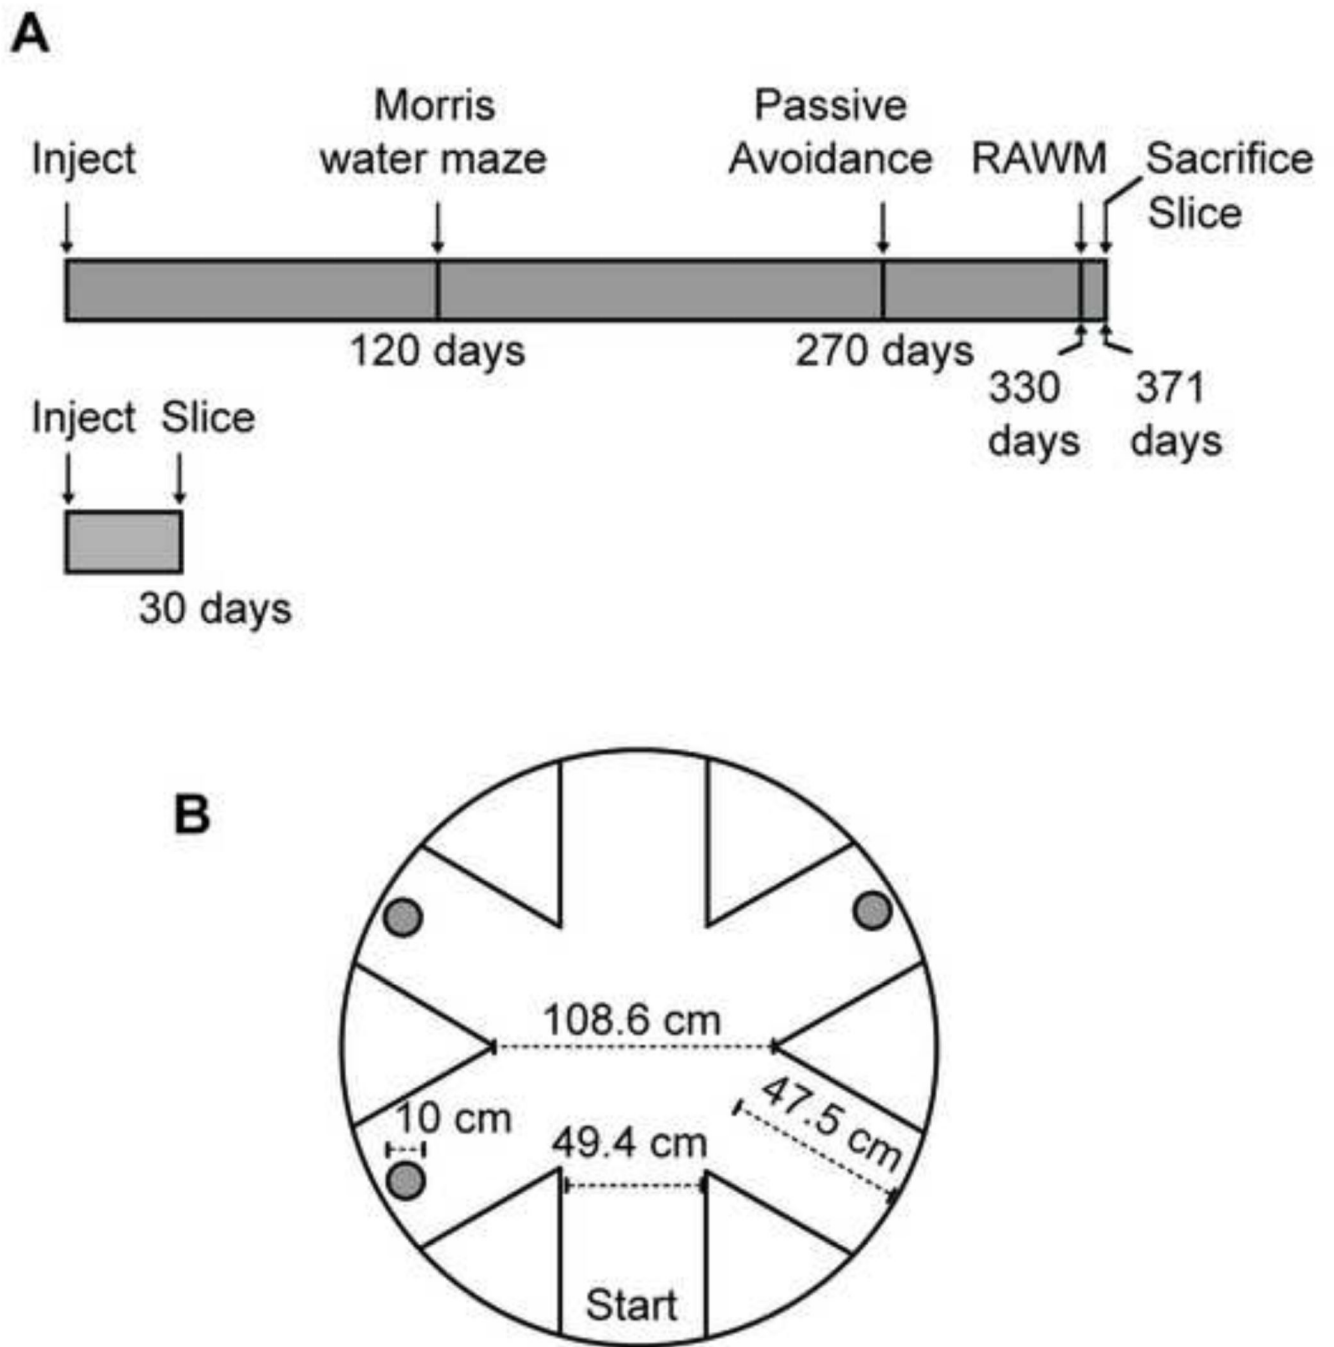 A
Inject
Morris
water maze
Passive
Avoidance
RAWM
Sacrifice
Slice
120 days
270 days
330
days
371
days
Inject Slice
30 days
B
108.6 cm
47.5 cm
10 cm
49.4 cm
Start